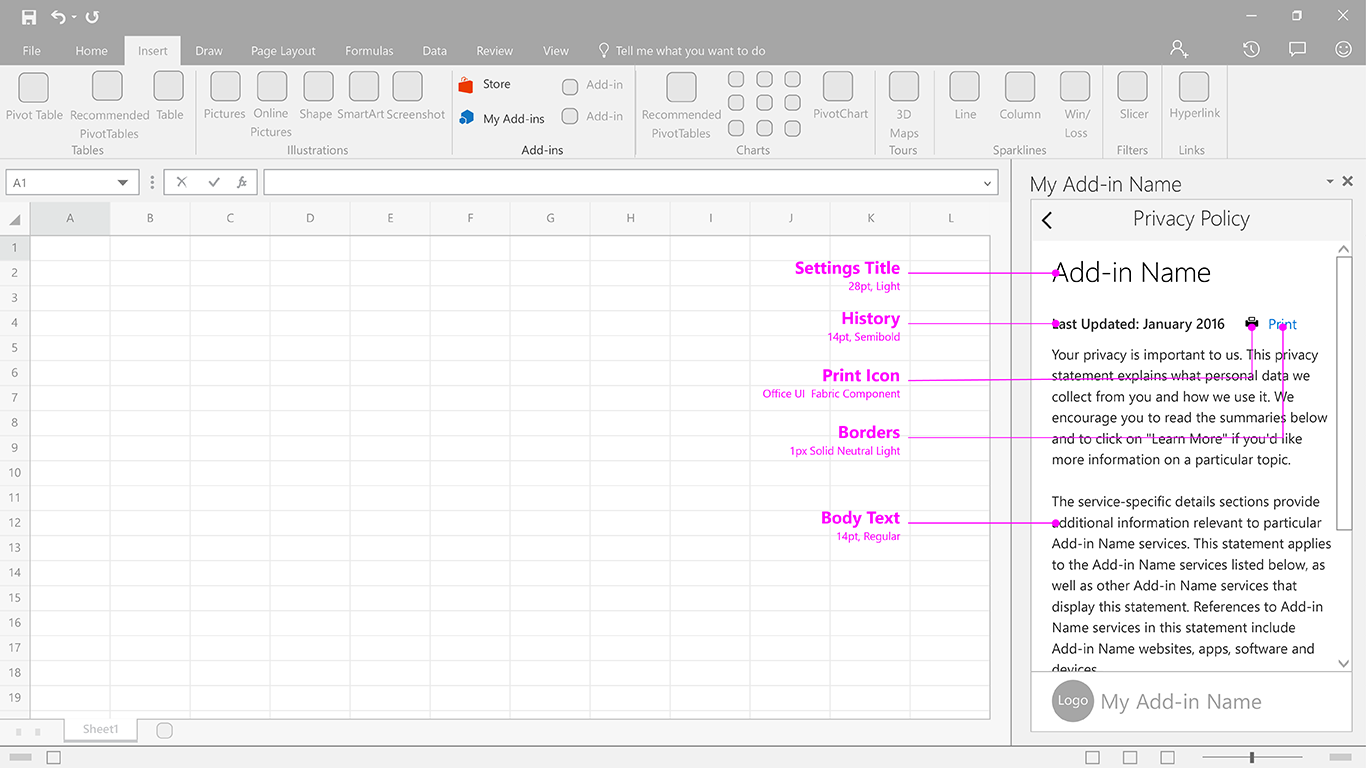 File Home Insert Draw Page Layout Formulas Data Review View Tell me what you want to do
Pivot Table
Recommended
PivotTables
Table
Tables
Pictures
Online
Pictures
Shape
SmartArt
Screenshot
Illustrations
Store
My Add-ins
Add-in
Add-in
Add-ins
Recommended
PivotTables
PivotChart
Charts
3D
Maps
Tours
Line
Column
Win/
Loss
Sparklines
Slicer
Filters
Hyperlink
Links
A1
fx
A B C D E F G H I J K L
1
2
3
4
5
6
7
8
9
10
11
12
13
14
15
16
17
18
19
Settings Title
28pt, Light
History
14pt, Semibold
Print Icon
Office UI Fabric Component
Borders
1px Solid Neutral Light
Body Text
14pt, Regular
My Add-in Name
Privacy Policy
Add-in Name
Last Updated: January 2016 Print
Your privacy is important to us. This privacy
statement explains what personal data we
collect from you and how we use it. We
encourage you to read the summaries below
and to click on "Learn More" if you'd like
more information on a particular topic.
The service-specific details sections provide
additional information relevant to particular
Add-in Name services. This statement applies
to the Add-in Name services listed below, as
well as other Add-in Name services that
display this statement. References to Add-in
Name services in this statement include
Add-in Name websites, apps, software and
devices.
Logo My Add-in Name
Sheet1